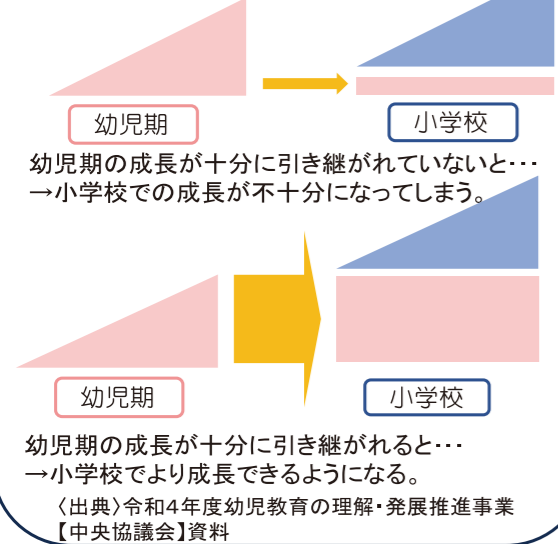 幼児期
小学校
幼児期の成長が十分に引き継がれていないと･･･
→小学校での成長が不十分になってしまう。
幼児期
小学校
幼児期の成長が十分に引き継がれると･･･
→小学校でより成長できるようになる。
〈出典〉令和4年度幼児教育の理解･発展推進事業
【中央協議会】資料